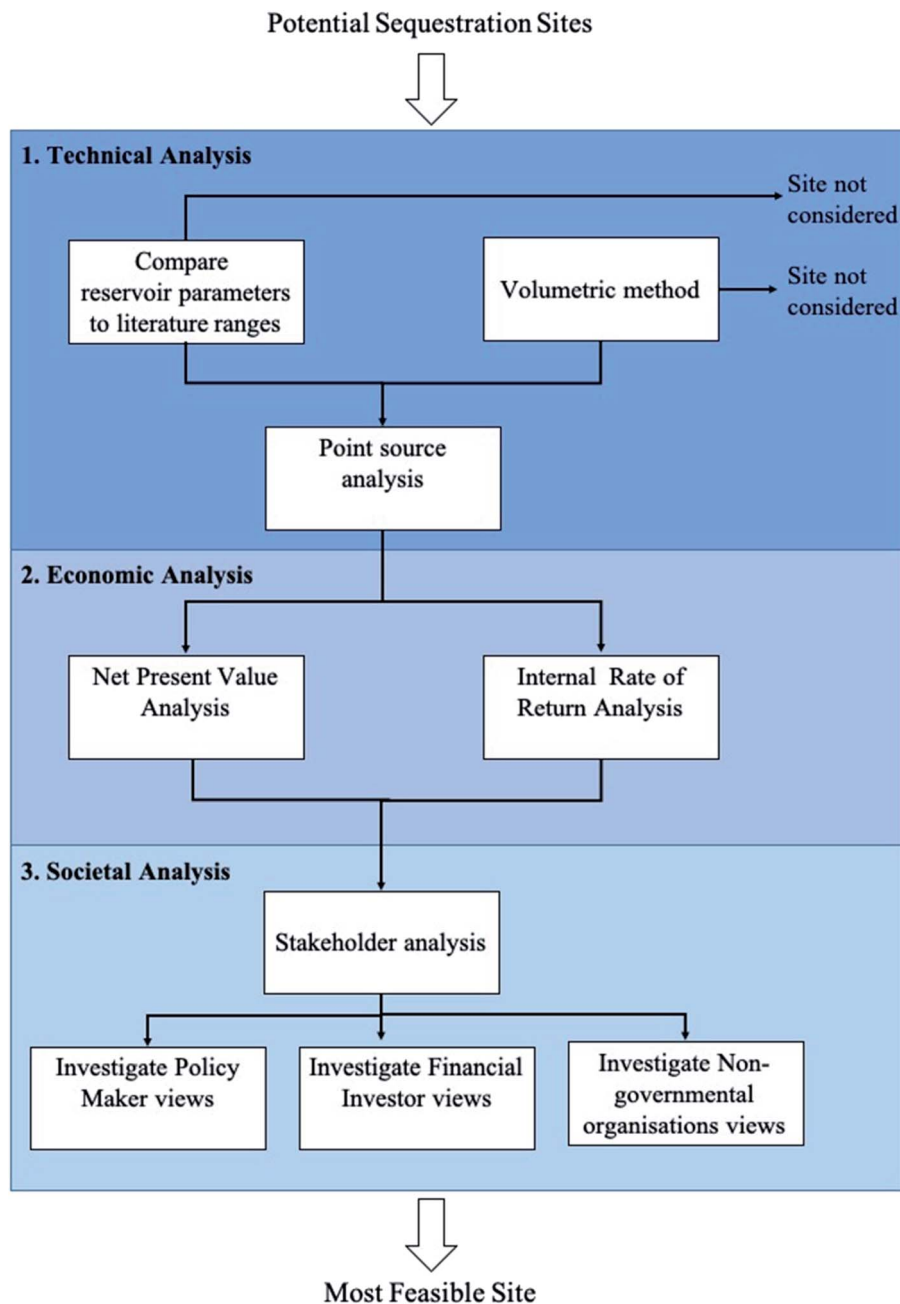 Potential Sequestration Sites
1. Technical Analysis
Site not
considered
Compare
reservoir parameters
to literature ranges
Volumetric method
Site not
considered
Point source
analysis
2. Economic Analysis
Net Present Value
Analysis
Internal Rate of
Return Analysis
3. Societal Analysis
Stakeholder analysis
Investigate Policy
Maker views
Investigate Financial
Investor views
Investigate Non-
governmental
organisations views
Most Feasible Site